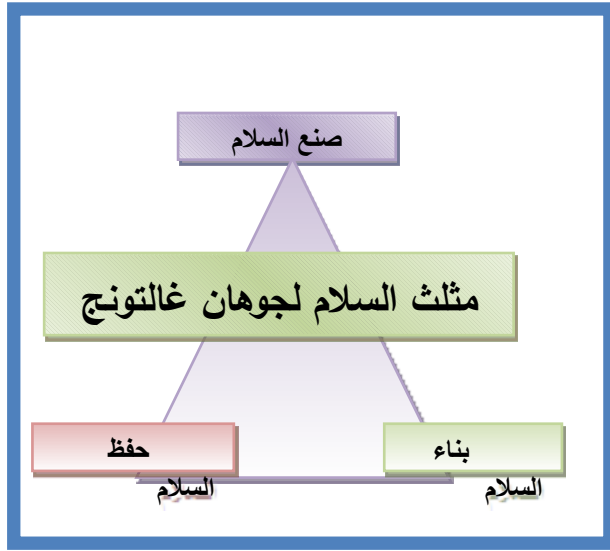 صنع السلام
مثلث السلام لجوهان غالتونج
بناء
السلام
حفظ
السلام